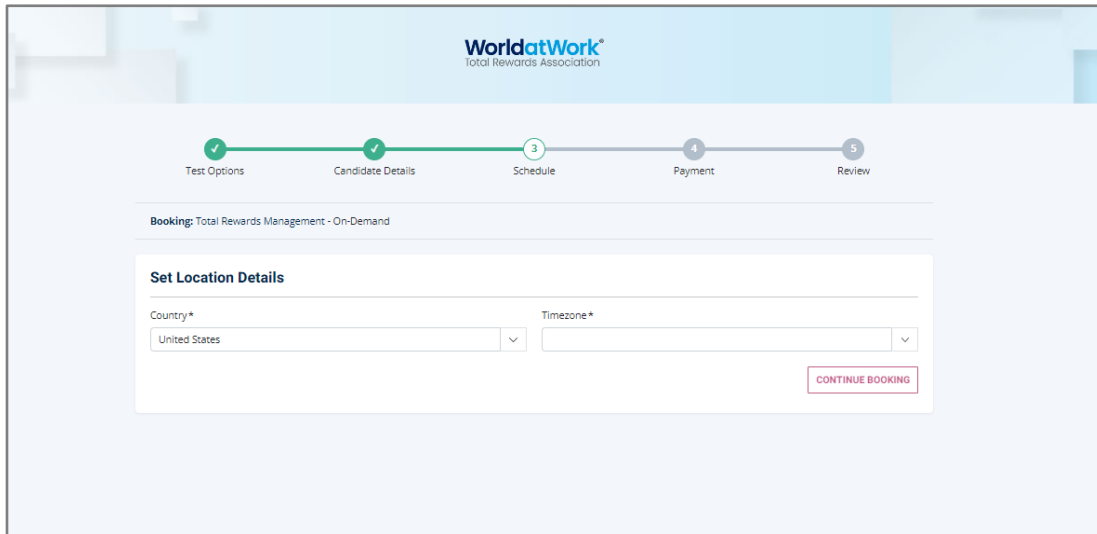 WorldatWork®
Total Rewards Association
3 4 5
Test Options Candidate Details Schedule Payment Review
Booking: Total Rewards Management - On-Demand
Set Location Details
Country* Timezone*
United States
CONTINUE BOOKING